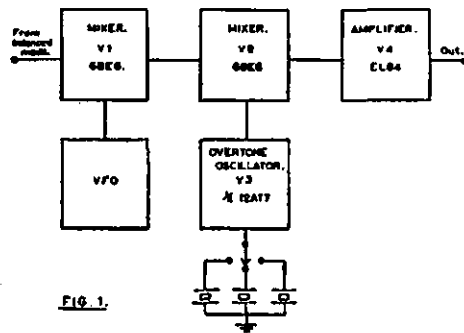 From
balanced
modr.
MIXER.
V1
6BE6.
MIXER.
V2
6BE6
AMPLIFIER.
V4
EL84
Out.
VFO
OVERTONE
OSCILLATOR.
V3
½ 12AT7
FIG. 1.